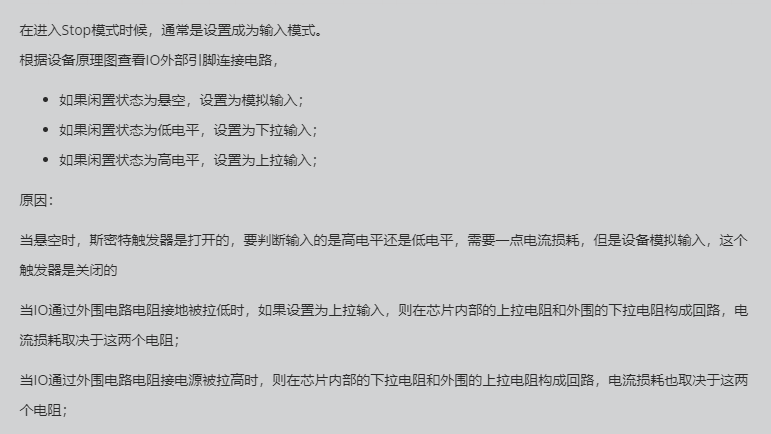 在进入Stop模式时候，通常是设置成为输入模式。
根据设备原理图查看IO外部引脚连接电路，
• 如果闲置状态为悬空，设置为模拟输入；
• 如果闲置状态为低电平，设置为下拉输入；
• 如果闲置状态为高电平，设置为上拉输入；
原因：
当悬空时，斯密特触发器是打开的，要判断输入的是高电平还是低电平，需要一点电流损耗，但是设备模拟输入，这个
触发器是关闭的
当IO通过外围电路电阻接地被拉低时，如果设置为上拉输入，则在芯片内部的上拉电阻和外围的下拉电阻构成回路，电
流损耗取决于这两个电阻；
当IO通过外围电路电阻接电源被拉高时，则在芯片内部的下拉电阻和外围的上拉电阻构成回路，电流损耗也取决于这两
个电阻；